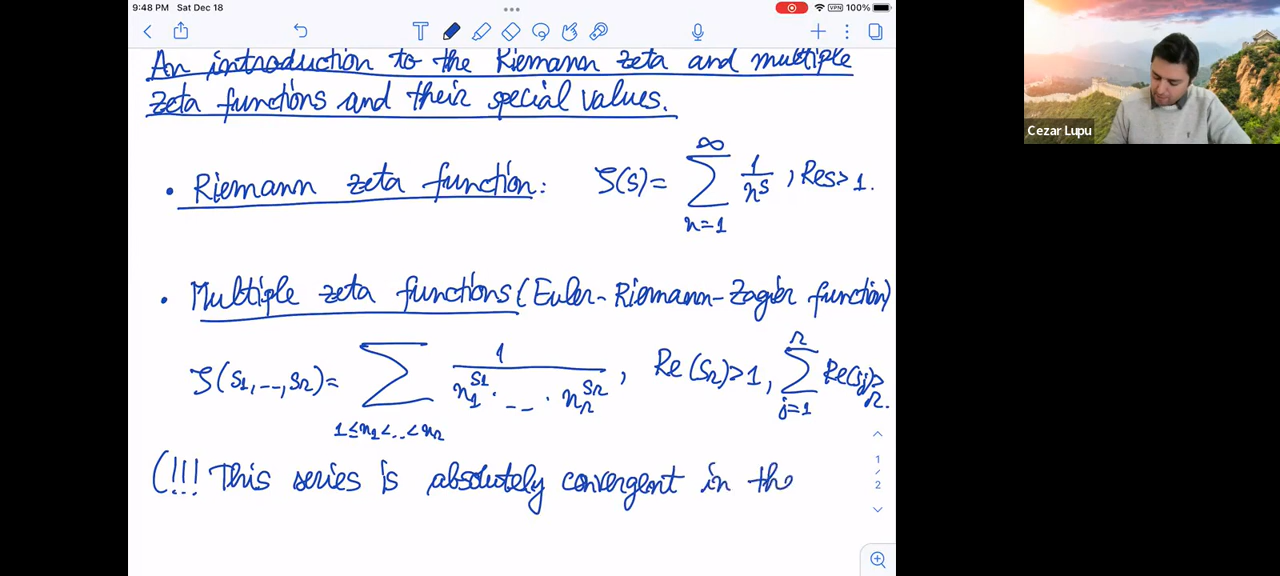 9:48 PM Sat Dec 18
VPN 100%
An introduction to the Riemann zeta and multiple
zeta functions and their special values.
• Riemann zeta function: ζ(s) = ∑_{n=1}^{∞} 1/n^s, Re s > 1.
• Multiple zeta functions (Euler-Riemann-Zagier function)
ζ(s_1, ..., s_r) = ∑_{1≤n_1<...<n_r} 1/(n_1^{s_1} · ... · n_r^{s_r}), Re(s_r) > 1, ∑_{j=1}^{r} Re(s_j) > r.
(!!! This series is absolutely convergent in the
1
/
2
Cezar Lupu